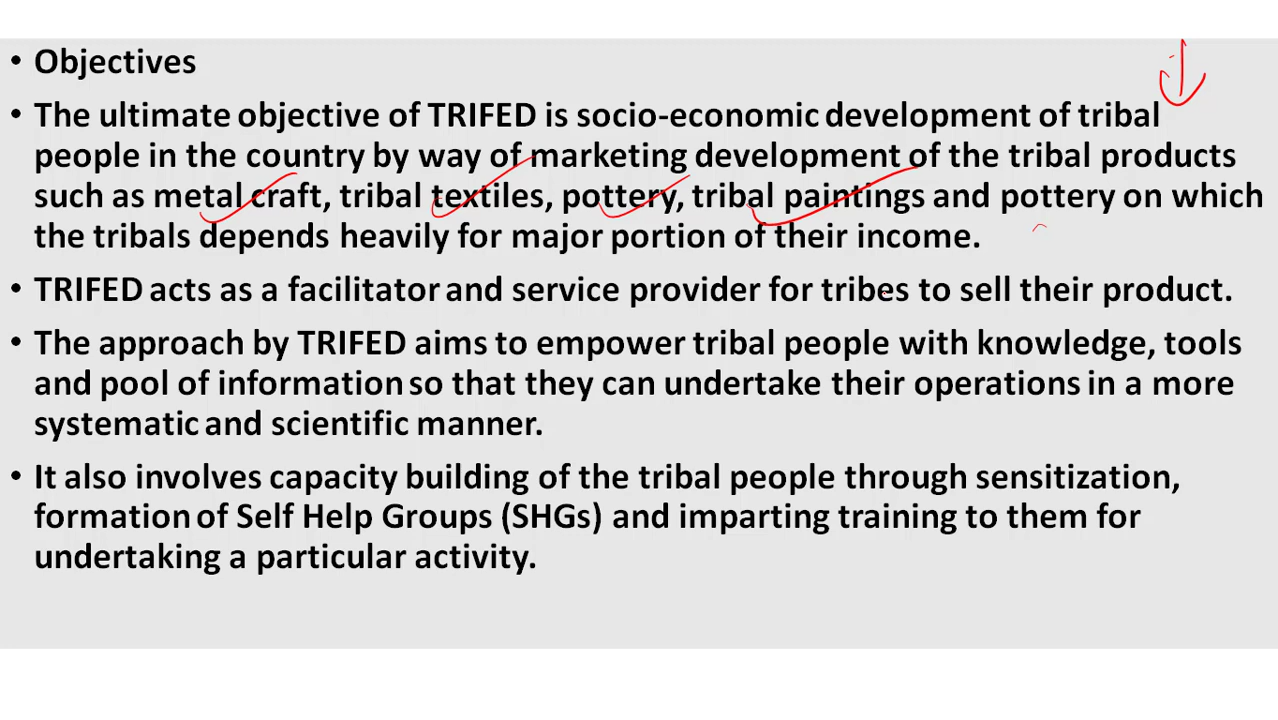 • Objectives
• The ultimate objective of TRIFED is socio-economic development of tribal
people in the country by way of marketing development of the tribal products
such as metal craft, tribal textiles, pottery, tribal paintings and pottery on which
the tribals depends heavily for major portion of their income.
• TRIFED acts as a facilitator and service provider for tribes to sell their product.
• The approach by TRIFED aims to empower tribal people with knowledge, tools
and pool of information so that they can undertake their operations in a more
systematic and scientific manner.
• It also involves capacity building of the tribal people through sensitization,
formation of Self Help Groups (SHGs) and imparting training to them for
undertaking a particular activity.